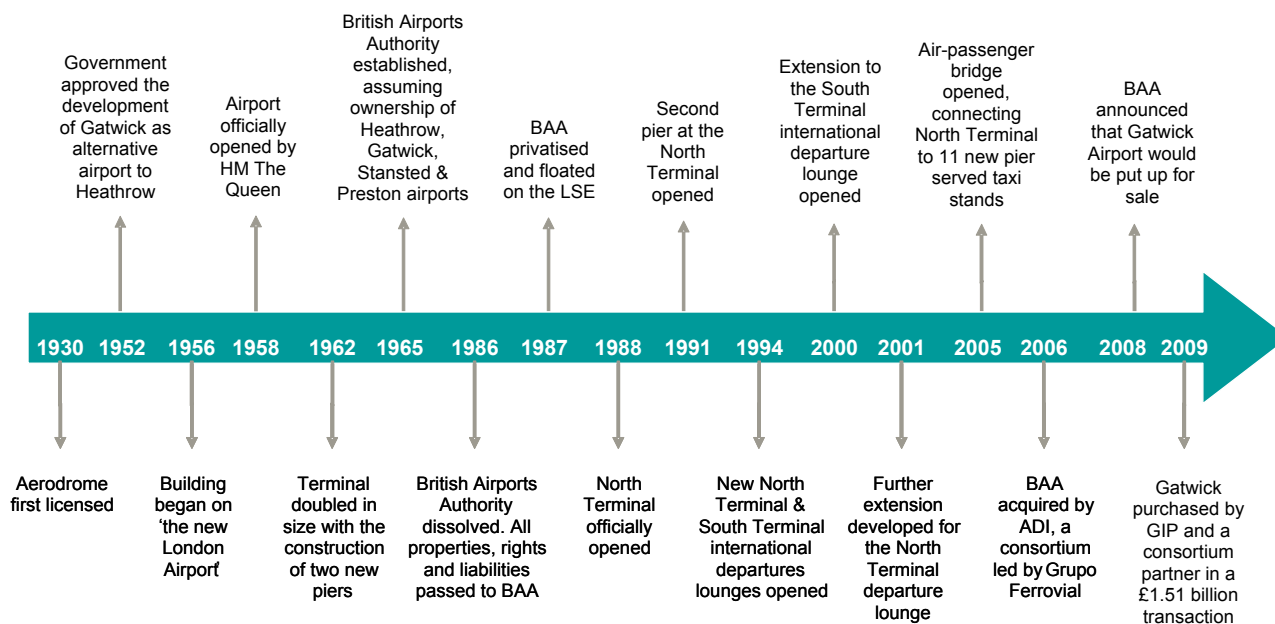 Government
approved the
development
of Gatwick as
alternative
airport to
Heathrow
Airport
officially
opened by
HM The
Queen
British Airports
Authority
established,
assuming
ownership of
Heathrow,
Gatwick,
Stansted &
Preston airports
BAA
privatised
and floated
on the LSE
Second
pier at the
North
Terminal
opened
Extension to
the South
Terminal
international
departure
lounge
opened
Air-passenger
bridge
opened,
connecting
North Terminal
to 11 new pier
served taxi
stands
BAA
announced
that Gatwick
Airport would
be put up for
sale
1930 1952 1956 1958 1962 1965 1986 1987 1988 1991 1994 2000 2001 2005 2006 2008 2009
Aerodrome
first licensed
Building
began on
‘the new
London
Airport’
Terminal
doubled in
size with the
construction
of two new
piers
British Airports
Authority
dissolved. All
properties, rights
and liabilities
passed to BAA
North
Terminal
officially
opened
New North
Terminal &
South Terminal
international
departures
lounges opened
Further
extension
developed for
the North
Terminal
departure
lounge
BAA
acquired by
ADI, a
consortium
led by Grupo
Ferrovial
Gatwick
purchased by
GIP and a
consortium
partner in a
£1.51 billion
transaction